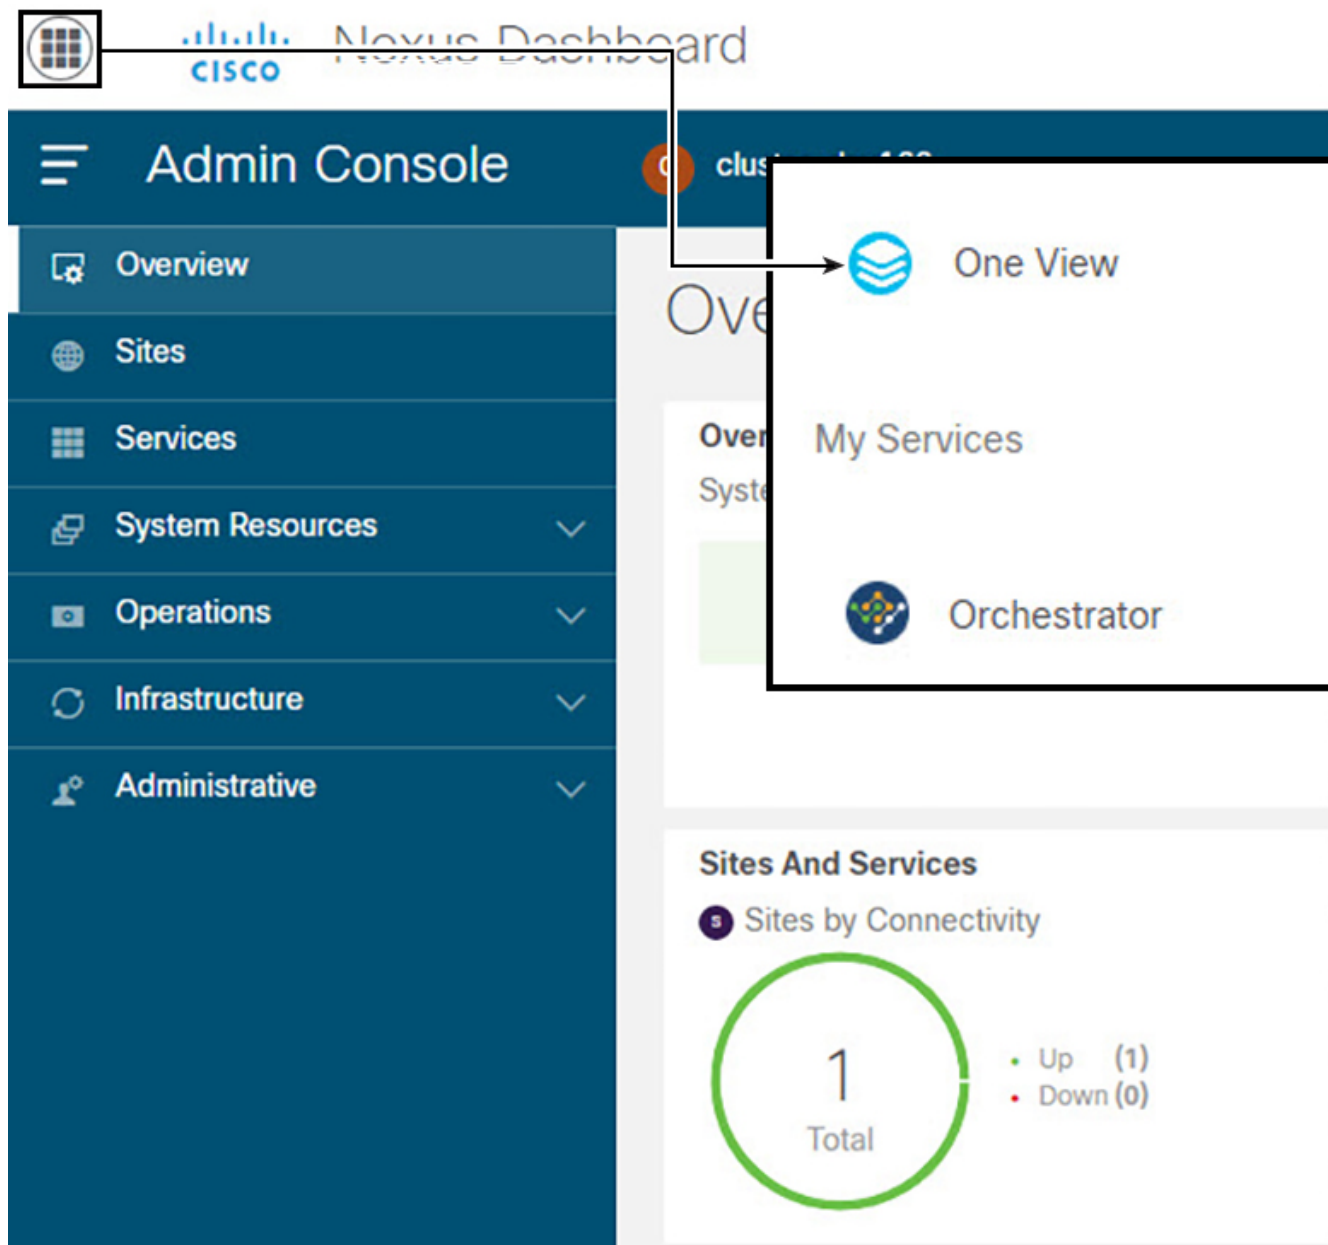 CISCO Nexus Dashboard
Admin Console
Overview
Sites
Services
System Resources
Operations
Infrastructure
Administrative
One View
My Services
Orchestrator
Sites And Services
S Sites by Connectivity
1
Total
Up (1)
Down (0)